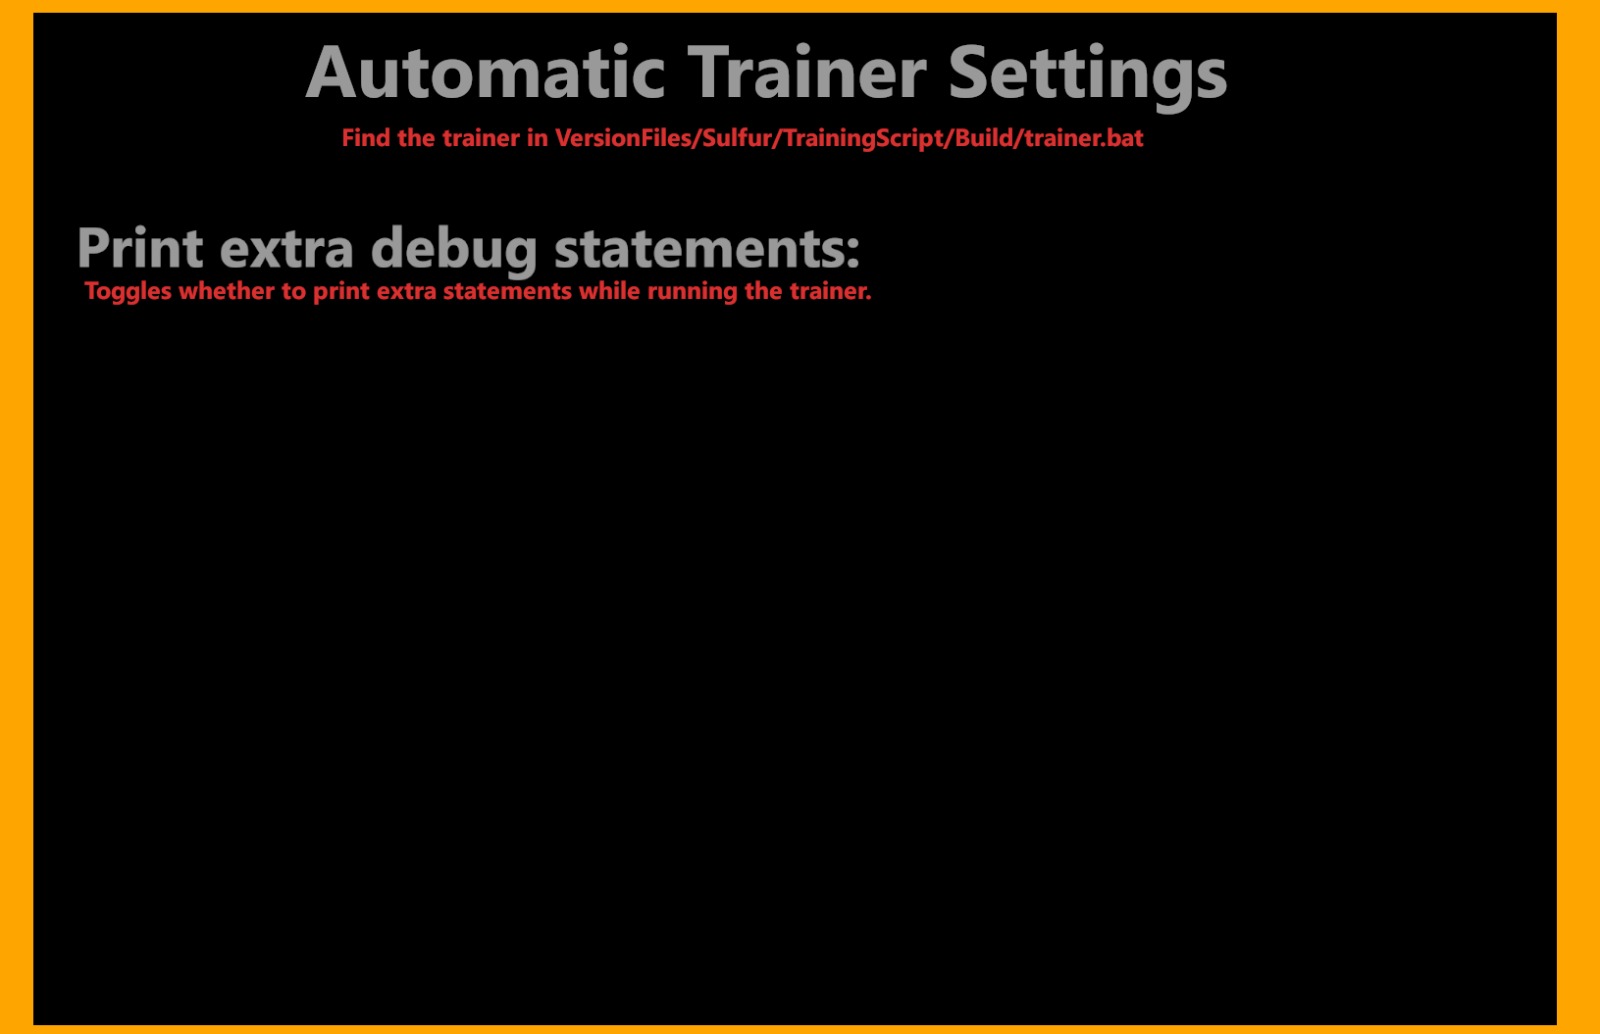 Automatic Trainer Settings
Find the trainer in VersionFiles/Sulfur/TrainingScript/Build/trainer.bat
Print extra debug statements:
Toggles whether to print extra statements while running the trainer.